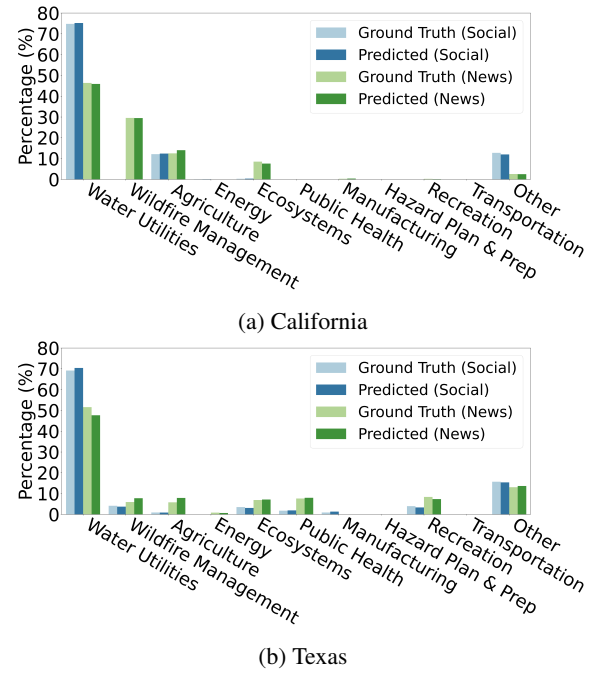 80
70
60
50
40
30
20
10
0
Percentage (%)
Ground Truth (Social)
Predicted (Social)
Ground Truth (News)
Predicted (News)
Water Utilities
Wildfire Management
Agriculture
Energy
Ecosystems
Public Health
Manufacturing
Hazard Plan & Prep
Recreation
Transportation
Other
(a) California
80
70
60
50
40
30
20
10
0
Percentage (%)
Ground Truth (Social)
Predicted (Social)
Ground Truth (News)
Predicted (News)
Water Utilities
Wildfire Management
Agriculture
Energy
Ecosystems
Public Health
Manufacturing
Hazard Plan & Prep
Recreation
Transportation
Other
(b) Texas